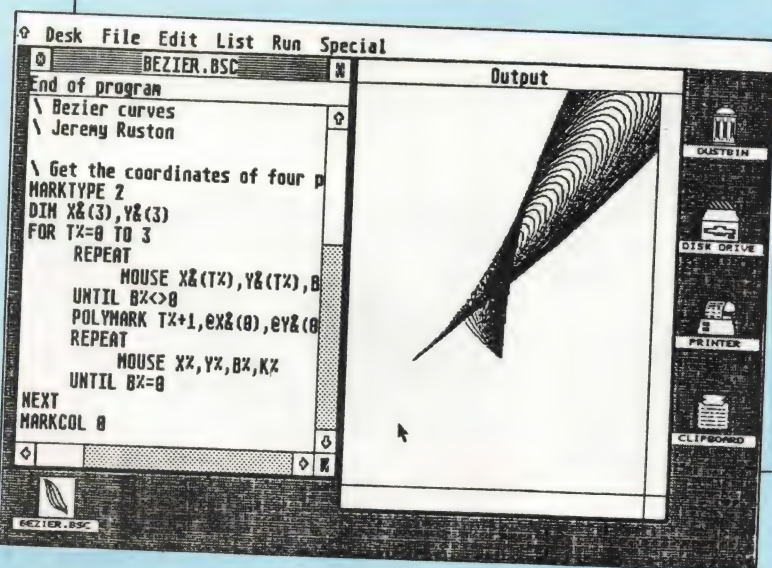 Desk File Edit List Run Special
BEZIER.BSC
End of program
\ Bezier curves
\ Jeremy Ruston
\ Get the coordinates of four p
MARKTYPE 2
DIM X&(3),Y&(3)
FOR T%=0 TO 3
REPEAT
MOUSE X&(T%),Y&(T%),B
UNTIL B%<>0
POLYMARK T%+1,@X&(0),@Y&(0
REPEAT
MOUSE X%,Y%,B%,K%
UNTIL B%=0
NEXT
MARKCOL 0
BEZIER.BSC
Output
DUSTBIN
DISK DRIVE
PRINTER
CLIPBOARD